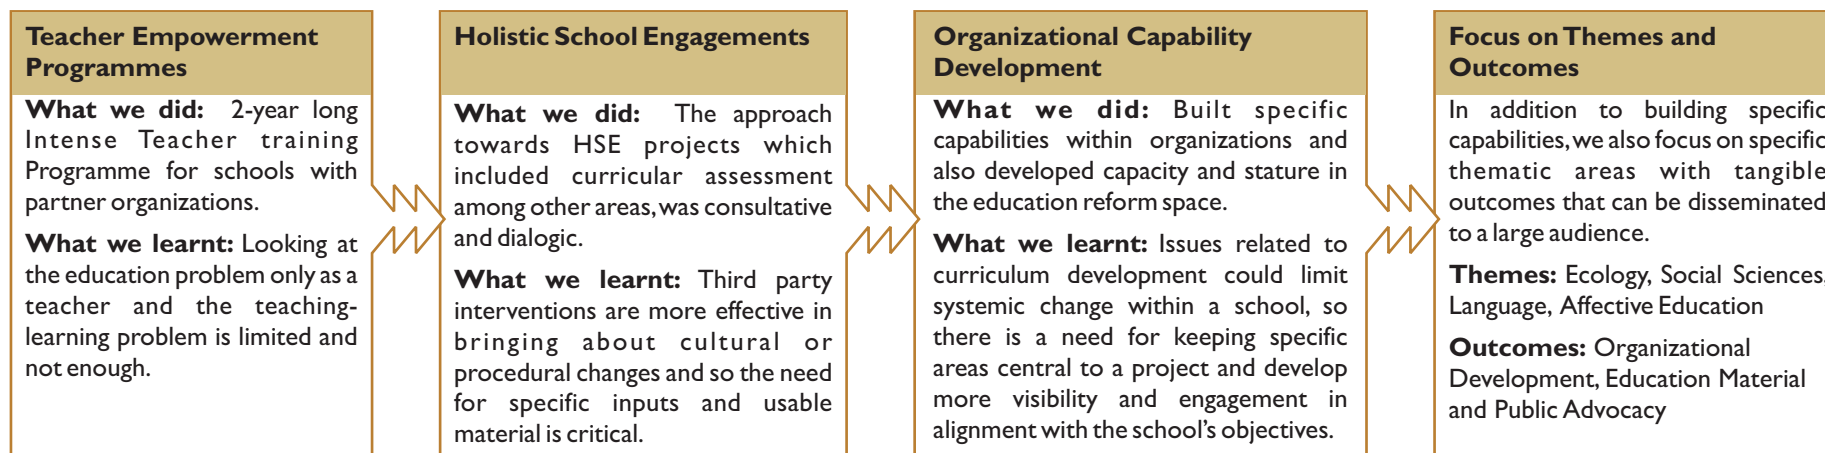 Teacher Empowerment
Programmes
What we did: 2-year long
Intense Teacher training
Programme for schools with
partner organizations.
What we learnt: Looking at
the education problem only as a
teacher and the teaching-
learning problem is limited and
not enough.
Holistic School Engagements
What we did: The approach
towards HSE projects which
included curricular assessment
among other areas, was consultative
and dialogic.
What we learnt: Third party
interventions are more effective in
bringing about cultural or
procedural changes and so the need
for specific inputs and usable
material is critical.
Organizational Capability
Development
What we did: Built specific
capabilities within organizations and
also developed capacity and stature in
the education reform space.
What we learnt: Issues related to
curriculum development could limit
systemic change within a school, so
there is a need for keeping specific
areas central to a project and develop
more visibility and engagement in
alignment with the school's objectives.
Focus on Themes and
Outcomes
In addition to building specific
capabilities, we also focus on specific
thematic areas with tangible
outcomes that can be disseminated
to a large audience.
Themes: Ecology, Social Sciences,
Language, Affective Education
Outcomes: Organizational
Development, Education Material
and Public Advocacy